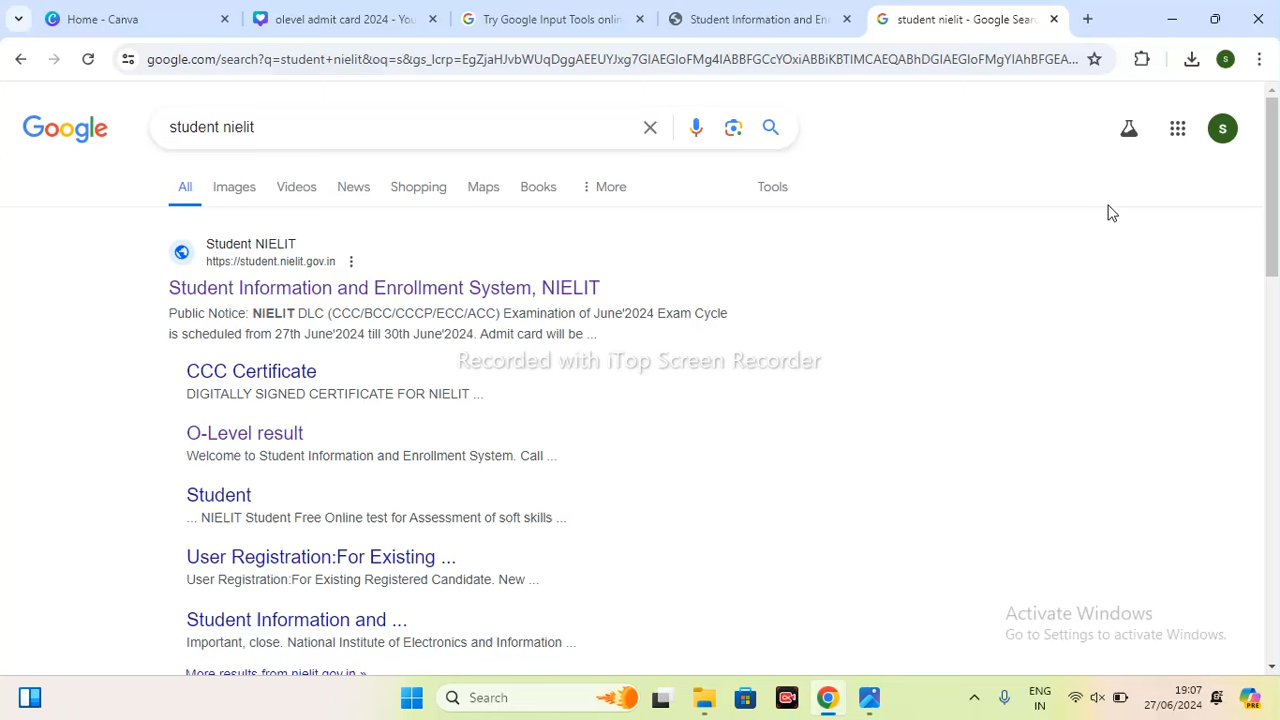 Home - Canva
olevel admit card 2024 - You
Try Google Input Tools onlin
Student Information and En
student nielit - Google Sear
google.com/search?q=student+nielit&oq=s&gs_lcrp=EgZjaHJvbWUqDggAEEUYJxg7GIAEGIoFMg4IABBFGCcYOxiABBiKBTIMCAEQABhDGIAEGIoFMgYIAhBFGEA...
Google
student nielit
S
S
All
Images
Videos
News
Shopping
Maps
Books
More
Tools
Student NIELIT
https://student.nielit.gov.in
Student Information and Enrollment System, NIELIT
Public Notice: NIELIT DLC (CCC/BCC/CCCP/ECC/ACC) Examination of June'2024 Exam Cycle
is scheduled from 27th June'2024 till 30th June'2024. Admit card will be ...
Recorded with iTop Screen Recorder
CCC Certificate
DIGITALLY SIGNED CERTIFICATE FOR NIELIT ...
O-Level result
Welcome to Student Information and Enrollment System. Call ...
Student
... NIELIT Student Free Online test for Assessment of soft skills ...
User Registration:For Existing ...
User Registration:For Existing Registered Candidate. New ...
Student Information and ...
Important, close. National Institute of Electronics and Information ...
More results from nielit.gov.in »
Activate Windows
Go to Settings to activate Windows.
Search
ENG
IN
19:07
27/06/2024
PRE